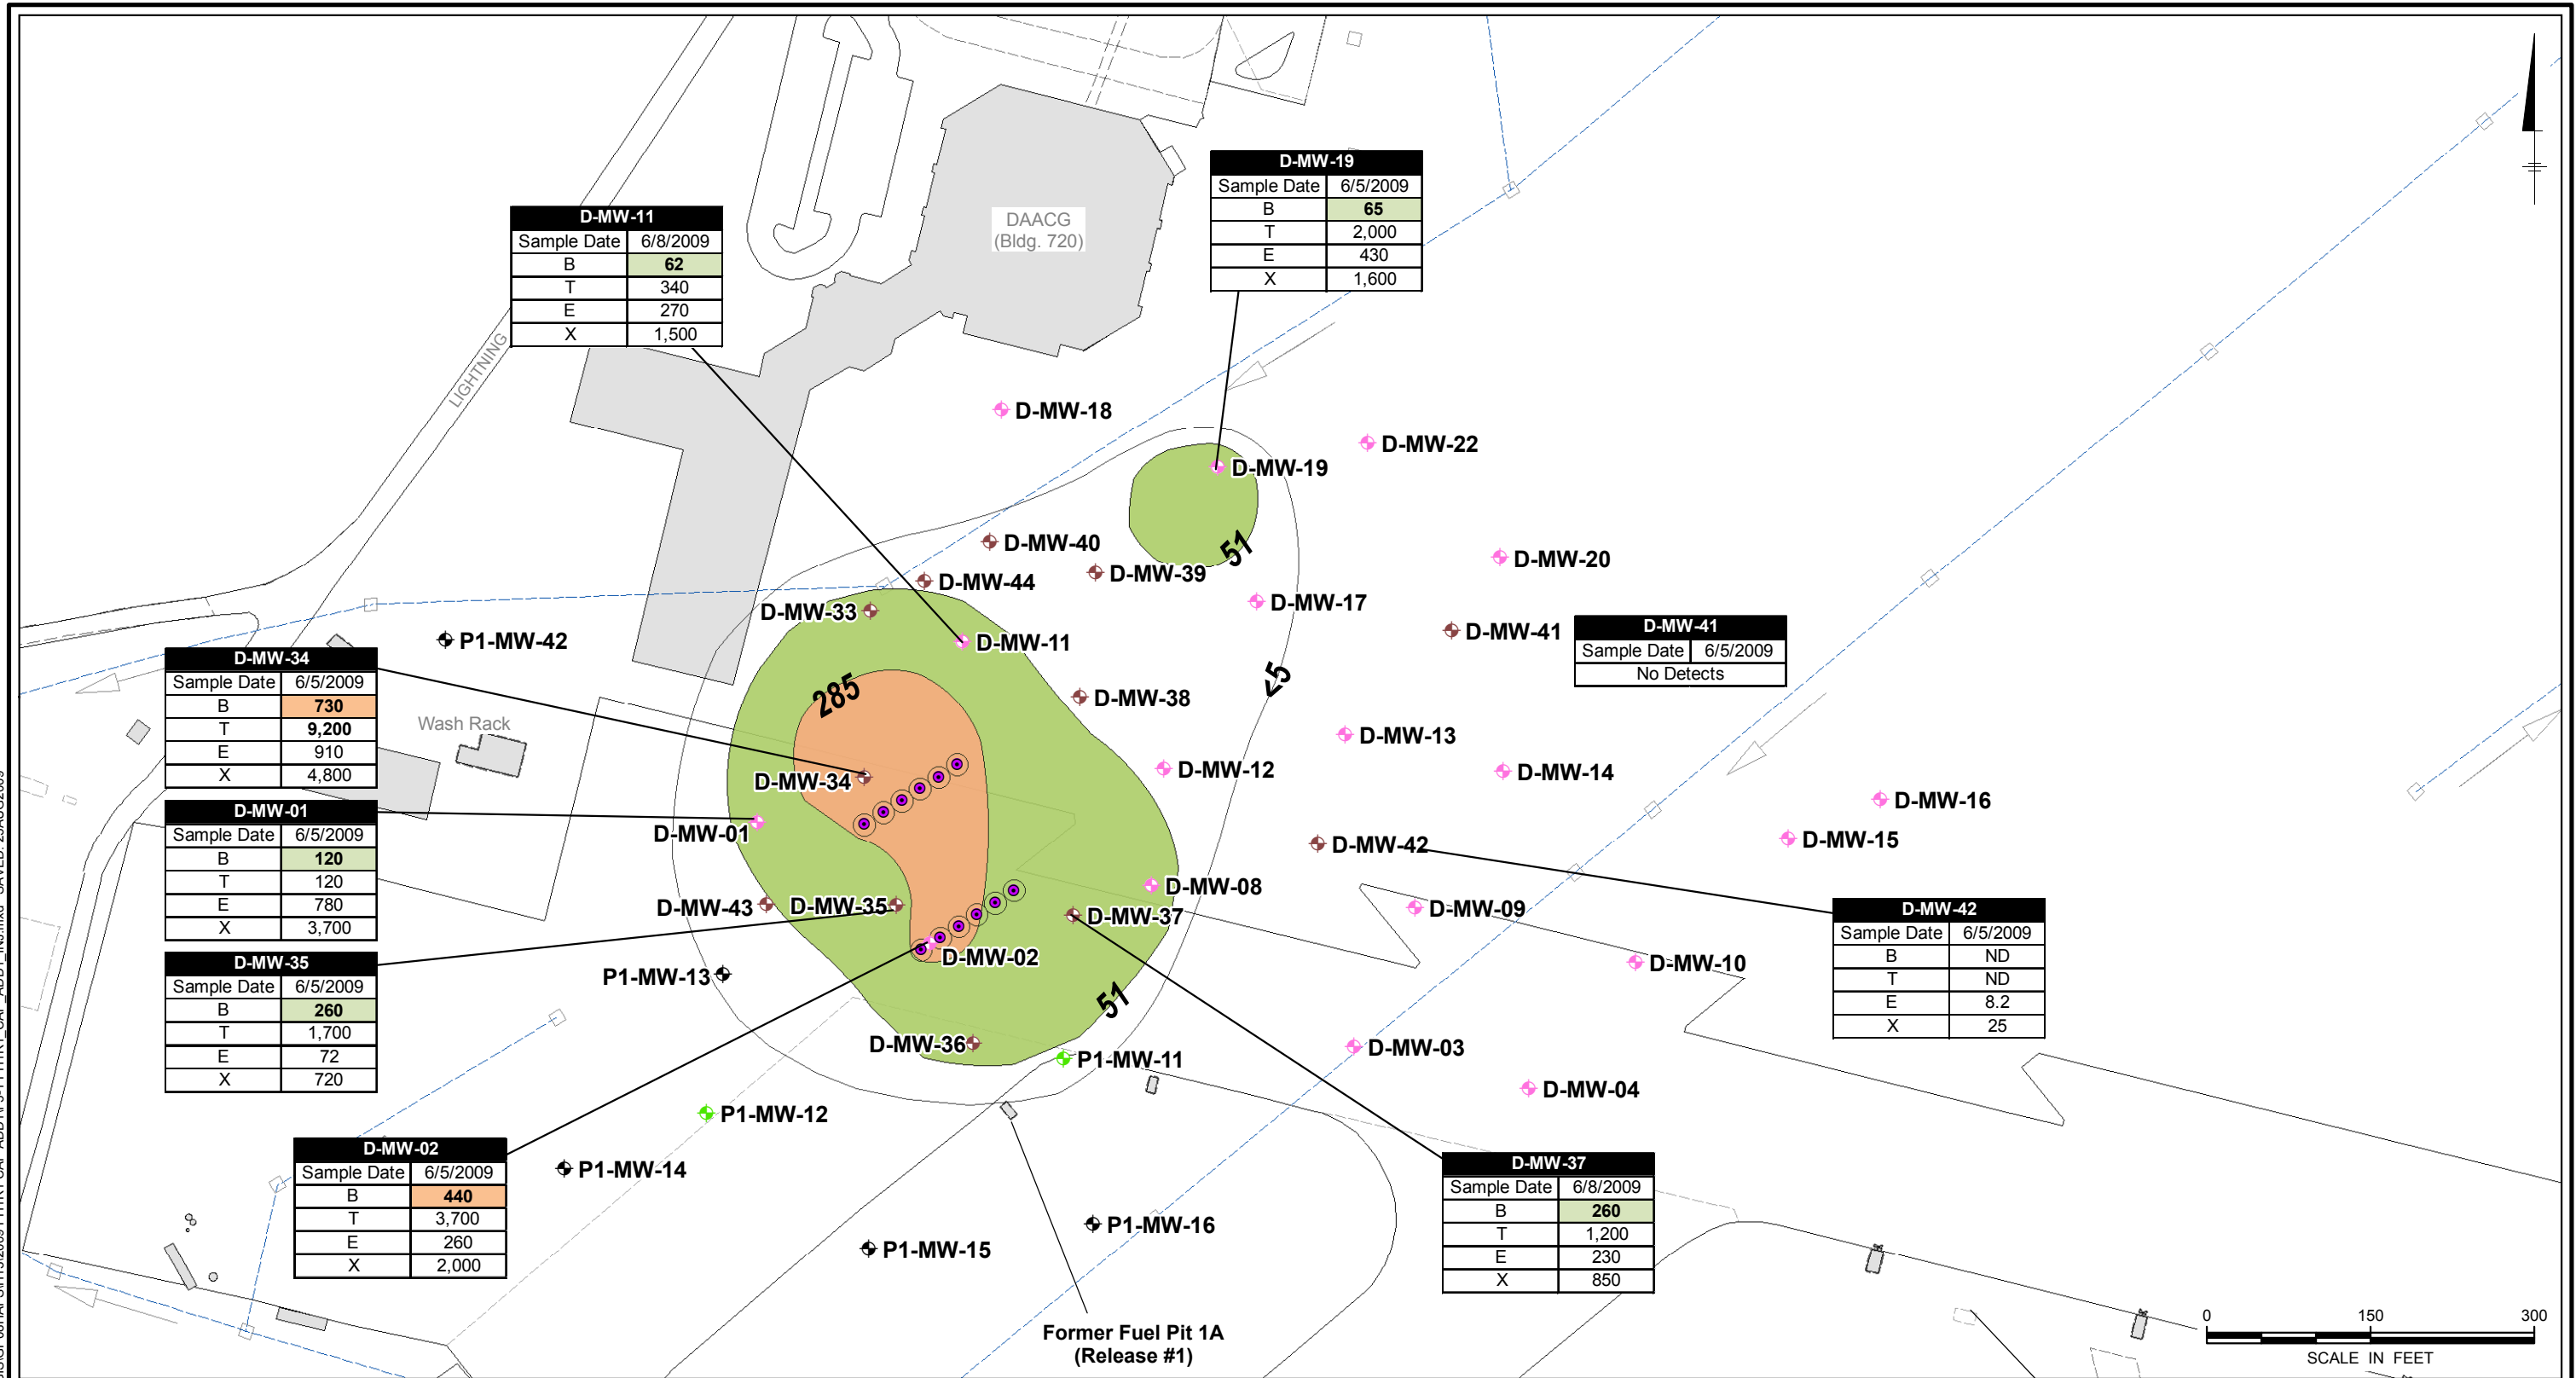 D-MW-19
Sample Date 6/5/2009
B 65
T 2,000
E 430
X 1,600
D-MW-11
Sample Date 6/8/2009
B 62
T 340
E 270
X 1,500
DAACG
(Bldg. 720)
LIGHTNING
D-MW-18
D-MW-22
D-MW-19
51
D-MW-40
D-MW-39
D-MW-44
D-MW-20
D-MW-33
D-MW-17
D-MW-11
D-MW-41
D-MW-41
Sample Date 6/5/2009
No Detects
P1-MW-42
<5
285
D-MW-38
D-MW-34
Sample Date 6/5/2009
B 730
T 9,200
E 910
X 4,800
Wash Rack
D-MW-13
D-MW-12
D-MW-14
D-MW-34
D-MW-16
D-MW-01
Sample Date 6/5/2009
B 120
T 120
E 780
X 3,700
D-MW-01
D-MW-42
D-MW-15
D-MW-08
D-MW-43
D-MW-35
D-MW-37
D-MW-09
D-MW-42
Sample Date 6/5/2009
B ND
T ND
E 8.2
X 25
D-MW-35
Sample Date 6/5/2009
B 260
T 1,700
E 72
X 720
D-MW-02
P1-MW-13
D-MW-10
51
D-MW-36
P1-MW-11
D-MW-03
D-MW-04
P1-MW-12
D-MW-02
Sample Date 6/5/2009
B 440
T 3,700
E 260
X 2,000
P1-MW-14
D-MW-37
Sample Date 6/8/2009
B 260
T 1,200
E 230
X 850
P1-MW-16
P1-MW-15
Former Fuel Pit 1A
(Release #1)
0 150 300
SCALE IN FEET